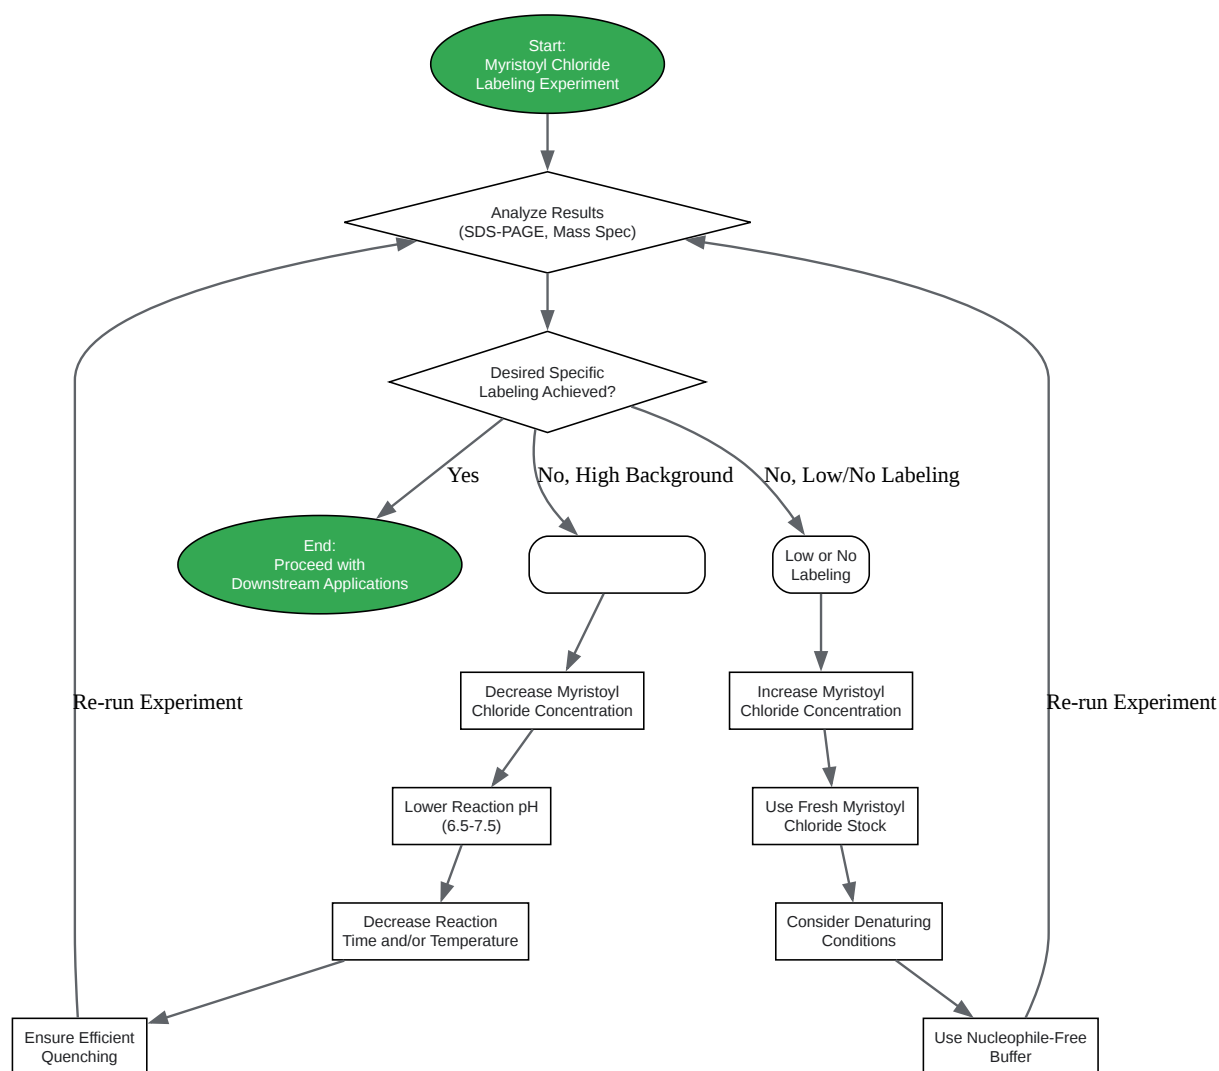 Start:
Myristoyl Chloride
Labeling Experiment
Analyze Results
(SDS-PAGE, Mass Spec)
Desired Specific
Labeling Achieved?
Yes
No, High Background
No, Low/No Labeling
End:
Proceed with
Downstream Applications
Low or No
Labeling
Re-run Experiment
Decrease Myristoyl
Chloride Concentration
Increase Myristoyl
Chloride Concentration
Re-run Experiment
Lower Reaction pH
(6.5-7.5)
Use Fresh Myristoyl
Chloride Stock
Decrease Reaction
Time and/or Temperature
Consider Denaturing
Conditions
Ensure Efficient
Quenching
Use Nucleophile-Free
Buffer